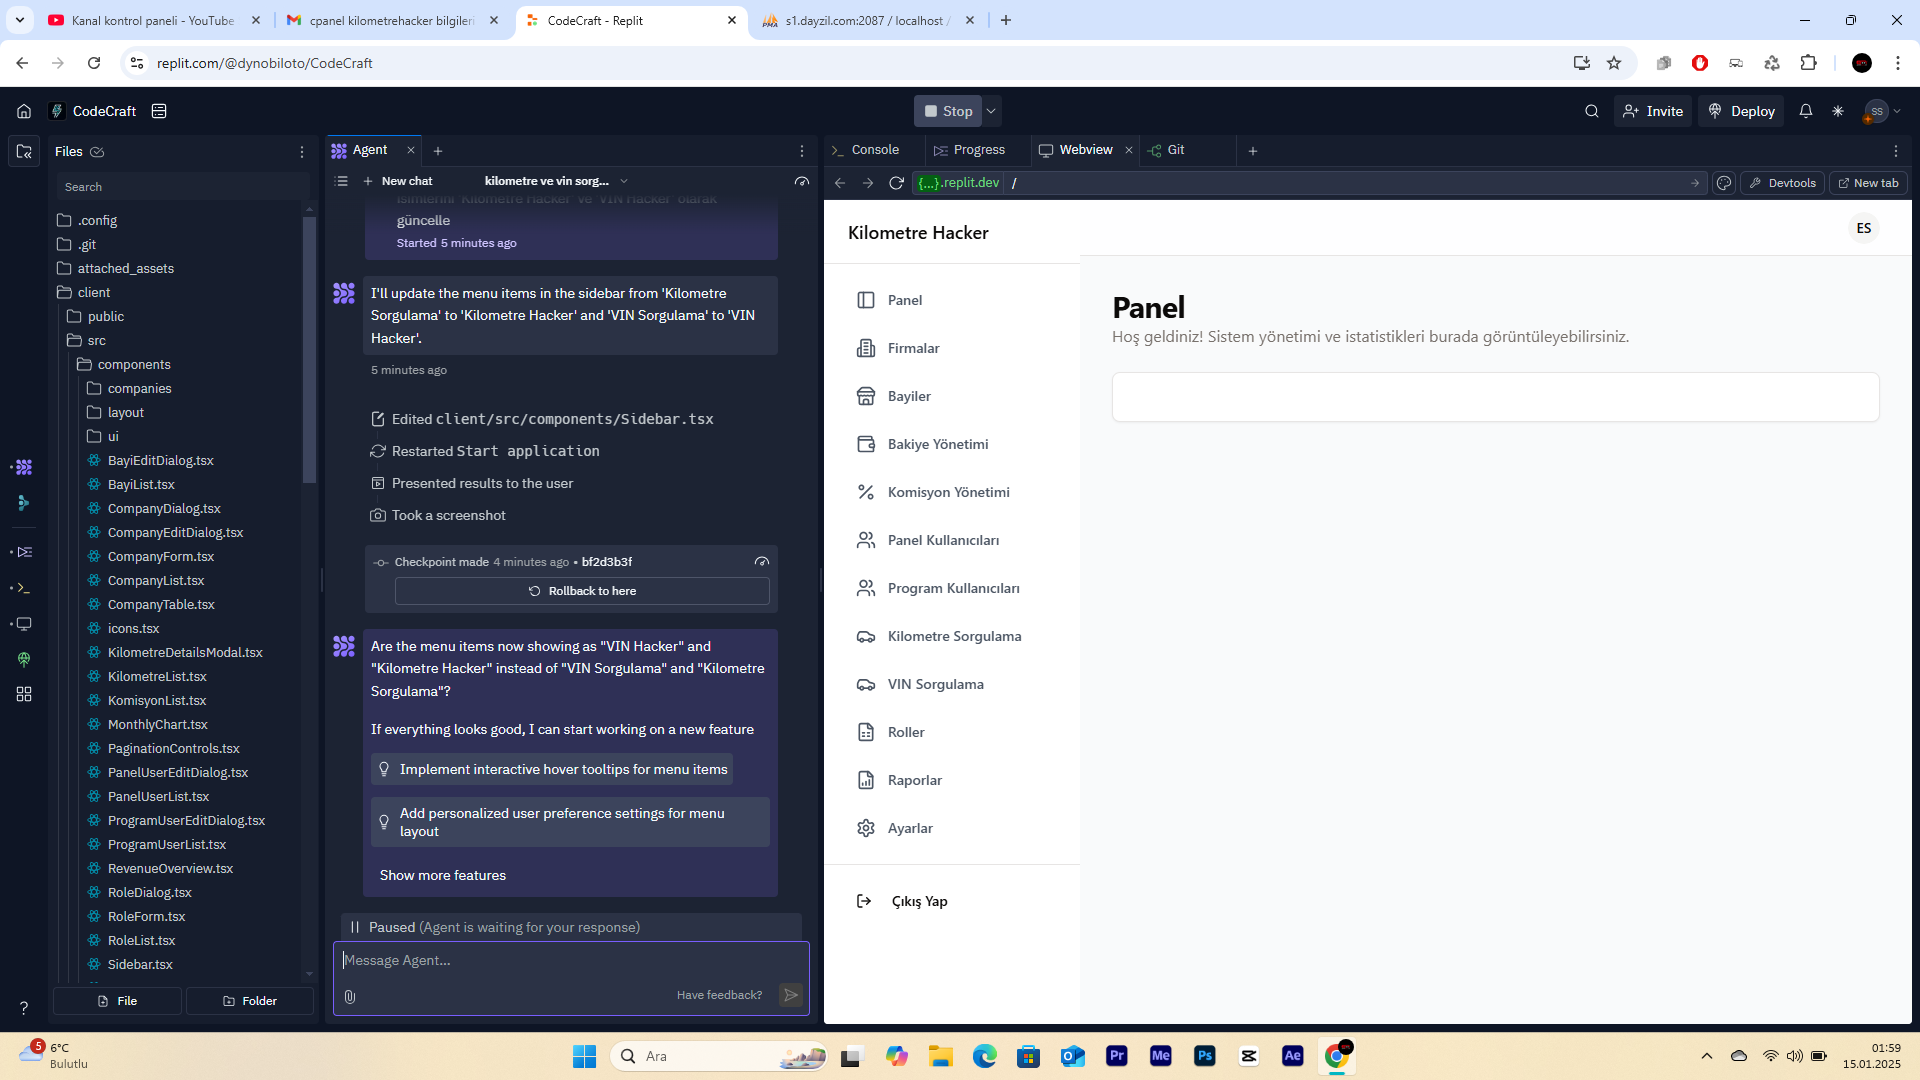 Kanal kontrol paneli - YouTube
cpanel kilometrehacker bilgileri
CodeCraft - Replit
s1.dayzil.com:2087 / localhost /
replit.com/@dynobiloto/CodeCraft
CodeCraft
Stop
Invite
Deploy
SS
Files
Search
.config
.git
attached_assets
client
public
src
components
companies
layout
ui
BayiEditDialog.tsx
BayiList.tsx
CompanyDialog.tsx
CompanyEditDialog.tsx
CompanyForm.tsx
CompanyList.tsx
CompanyTable.tsx
icons.tsx
KilometreDetailsModal.tsx
KilometreList.tsx
KomisyonList.tsx
MonthlyChart.tsx
PaginationControls.tsx
PanelUserEditDialog.tsx
PanelUserList.tsx
ProgramUserEditDialog.tsx
ProgramUserList.tsx
RevenueOverview.tsx
RoleDialog.tsx
RoleForm.tsx
RoleList.tsx
Sidebar.tsx
File
Folder
Agent
New chat
kilometre ve vin sorg...
isimlerini 'Kilometre Hacker' ve 'VIN Hacker' olarak
güncelle
Started 5 minutes ago
I'll update the menu items in the sidebar from 'Kilometre
Sorgulama' to 'Kilometre Hacker' and 'VIN Sorgulama' to 'VIN
Hacker'.
5 minutes ago
Edited client/src/components/Sidebar.tsx
Restarted Start application
Presented results to the user
Took a screenshot
Checkpoint made 4 minutes ago • bf2d3b3f
Rollback to here
Are the menu items now showing as "VIN Hacker" and
"Kilometre Hacker" instead of "VIN Sorgulama" and "Kilometre
Sorgulama"?
If everything looks good, I can start working on a new feature
Implement interactive hover tooltips for menu items
Add personalized user preference settings for menu
layout
Show more features
Paused (Agent is waiting for your response)
Message Agent...
Have feedback?
Console
Progress
Webview
Git
{...}.replit.dev
/
Devtools
New tab
Kilometre Hacker
ES
Panel
Firmalar
Bayiler
Bakiye Yönetimi
Komisyon Yönetimi
Panel Kullanıcıları
Program Kullanıcıları
Kilometre Sorgulama
VIN Sorgulama
Roller
Raporlar
Ayarlar
Çıkış Yap
Panel
Hoş geldiniz! Sistem yönetimi ve istatistikleri burada görüntüleyebilirsiniz.
5
6°C
Bulutlu
Ara
Pr
Me
Ps
Ae
01:59
15.01.2025